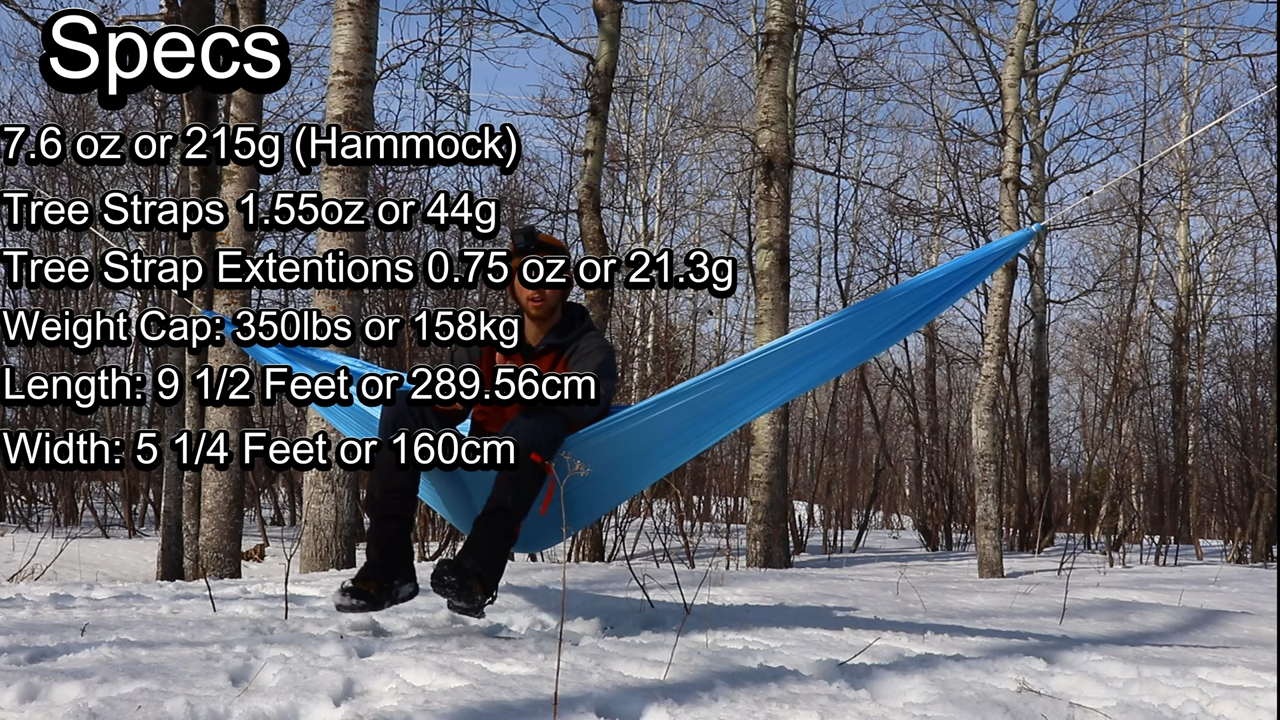 Specs
7.6 oz or 215g (Hammock)
Tree Straps 1.55oz or 44g
Tree Strap Extentions 0.75 oz or 21.3g
Weight Cap: 350lbs or 158kg
Length: 9 1/2 Feet or 289.56cm
Width: 5 1/4 Feet or 160cm